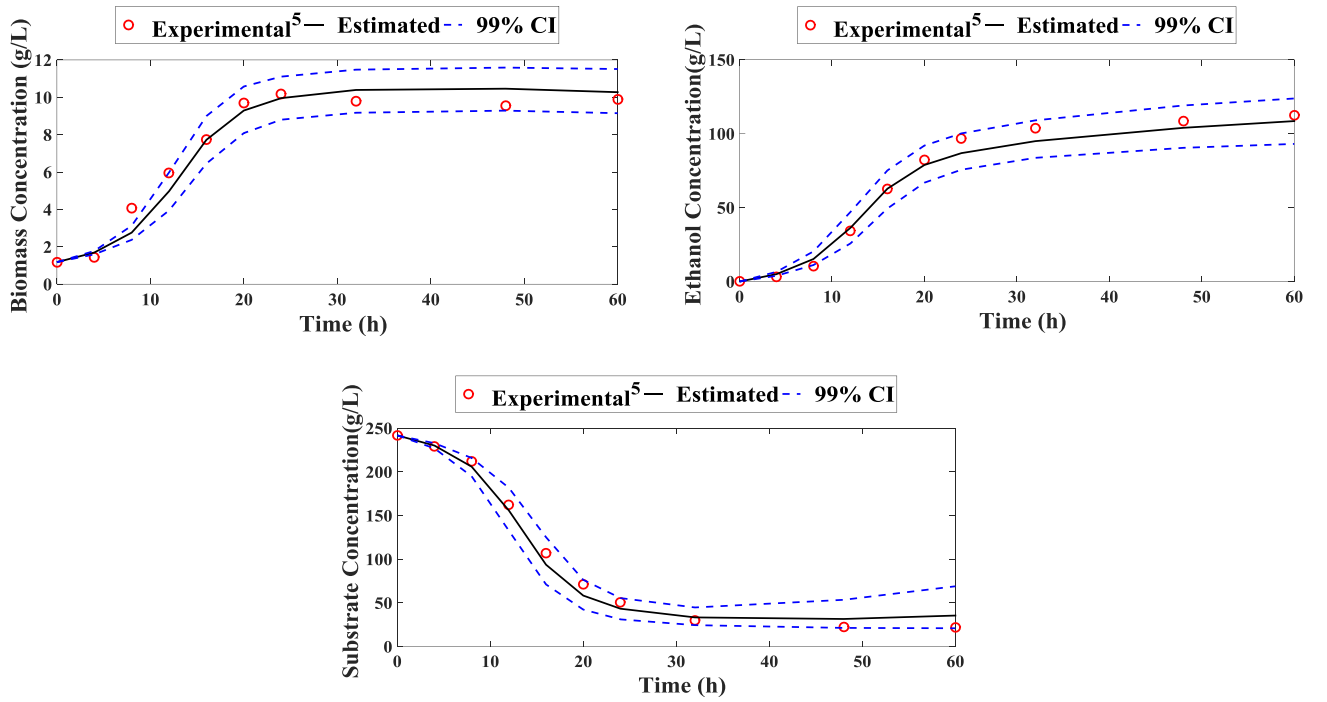 Experimental5 Estimated 99% CI
Biomass Concentration (g/L)
12
10
8
6
4
2
0
0 10 20 30 40 50 60
Time (h)
Experimental5 Estimated 99% CI
Ethanol Concentration(g/L)
150
100
50
0
0 10 20 30 40 50 60
Time (h)
Experimental5 Estimated 99% CI
Substrate Concentration(g/L)
250
200
150
100
50
0
0 10 20 30 40 50 60
Time (h)